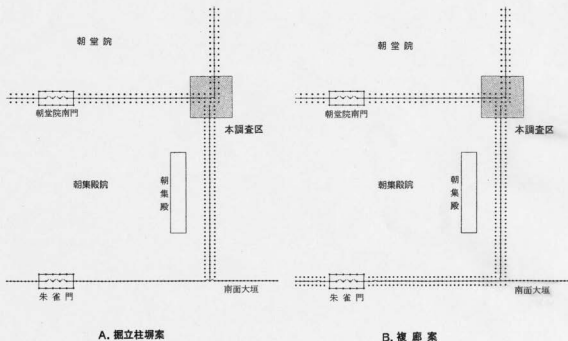 朝堂院
朝堂院南門
本調査区
朝集殿院
朝集殿
朱雀門
南面大垣
A. 掘立柱塀案
朝堂院
朝堂院南門
本調査区
朝集殿院
朝集殿
朱雀門
南面大垣
B. 複廊案